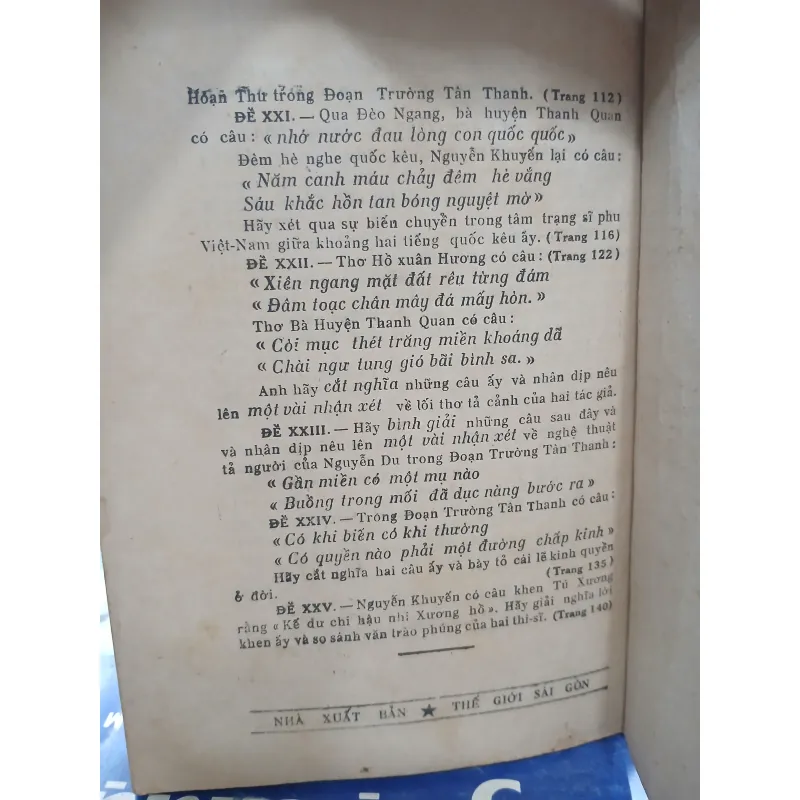 Hoạn Thư trong Đoạn Trường Tân Thanh. (Trang 112)
ĐỀ XXI. — Qua Đèo Ngang, bà huyện Thanh Quan
có câu : « nhớ nước đau lòng con quốc quốc »
Đêm hè nghe quốc kêu, Nguyễn Khuyến lại có câu :
« Năm canh máu chảy đêm hè vắng
Sáu khắc hồn tan bóng nguyệt mờ »
Hãy xét qua sự biến chuyển trong tâm trạng sĩ phu
Việt-Nam giữa khoảng hai tiếng quốc kêu ấy. (Trang 116)
ĐỀ XXII. — Thơ Hồ xuân Hương có câu : (Trang 122)
« Xiên ngang mặt đất rêu từng đám
« Đâm toạc chân mây đá mấy hòn. »
Thơ Bà Huyện Thanh Quan có câu :
« Còi mục thét trăng miền khoáng dã
« Chài ngư tung gió bãi bình sa. »
Anh hãy cắt nghĩa những câu ấy và nhân dịp nêu
lên một vài nhận xét về lối thơ tả cảnh của hai tác giả.
ĐỀ XXIII. — Hãy bình giải những câu sau đây và
và nhân dịp nêu lên một vài nhận xét về nghệ thuật
tả người của Nguyễn Du trong Đoạn Trường Tân Thanh :
« Gần miền có một mụ nào
« Buồng trong mối đã dục nàng bước ra »
ĐỀ XXIV. — Trong Đoạn Trường Tân Thanh có câu :
« Có khi biến có khi thường
« Có quyền nào phải một đường chấp kinh »
Hãy cắt nghĩa hai câu ấy và bày tỏ cái lẽ kinh quyền
ở đời. (Trang 135)
ĐỀ XXV. — Nguyễn Khuyến có câu khen Tú Xương
rằng « Kế dư chi hậu nhi Xương hồ ». Hãy giải nghĩa lời
khen ấy và so sánh văn trào phúng của hai thi-sĩ. (Trang 140)
NHÀ XUẤT BẢN ★ THẾ GIỚI SÀI GÒN